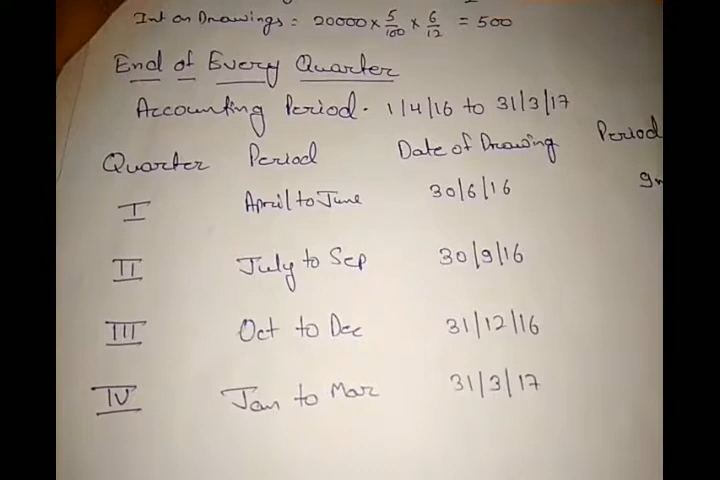 Int on Drawings = 20000 × 5/100 × 6/12 = 500
End of Every Quarter
Accounting Period - 1/4/16 to 31/3/17
Quarter Period Date of Drawing Period
I April to June 30/6/16 9m
II July to Sep 30/9/16
III Oct to Dec 31/12/16
IV Jan to Mar 31/3/17